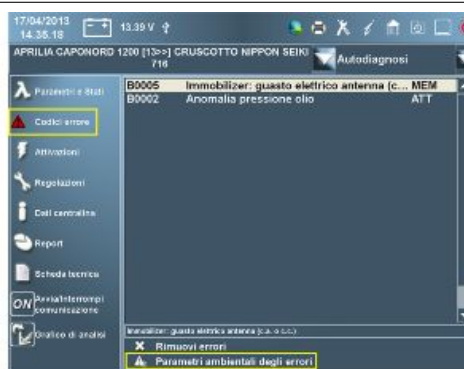 17/04/2013
14.35.18
13.39 V
APRILIA CAPONORD 1200 [13>>] CRUSCOTTO NIPPON SEIKI
716
Autodiagnosi
Parametri e Stati
Codici errore
Attivazioni
Regolazioni
Dati centralina
Report
Scheda tecnica
ON Avvia/Interrompi
comunicazione
Grafico di analisi
B0005 Immobilizer: guasto elettrico antenna (c... MEM
B0002 Anomalia pressione olio ATT
Immobilizer: guasto elettrico antenna (c.a. o c.c.)
Rimuovi errori
Parametri ambientali degli errori